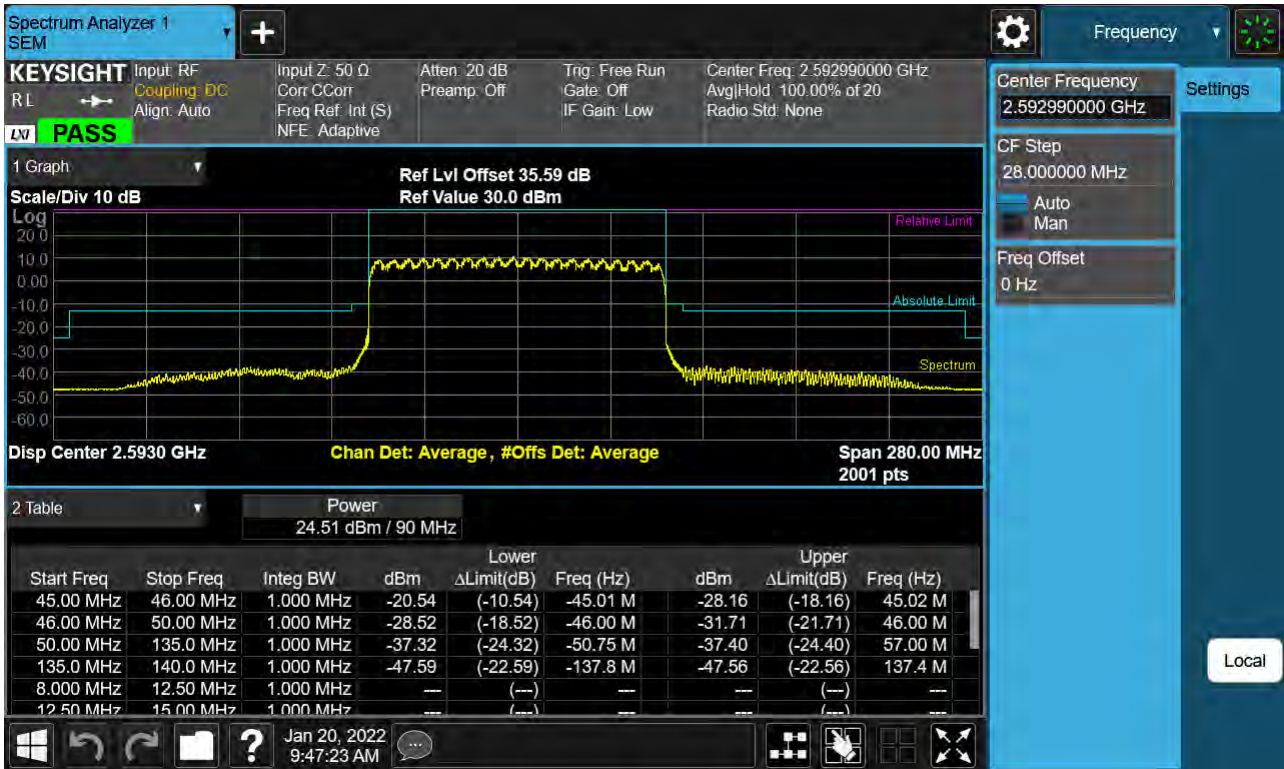 Spectrum Analyzer 1
SEM
Frequency
KEYSIGHT
R L
LXI
PASS
Input: RF
Coupling: DC
Align: Auto
Input Z: 50 Ω
Corr CCorr
Freq Ref: Int (S)
NFE: Adaptive
Atten: 20 dB
Preamp: Off
Trig: Free Run
Gate: Off
IF Gain: Low
Center Freq: 2.592990000 GHz
Avg|Hold: 100.00% of 20
Radio Std: None
Center Frequency
2.592990000 GHz
Settings
CF Step
28.000000 MHz
Auto
Man
Freq Offset
0 Hz
1 Graph
Ref Lvl Offset 35.59 dB
Scale/Div 10 dB
Ref Value 30.0 dBm
Log
20.0
10.0
0.00
-10.0
-20.0
-30.0
-40.0
-50.0
-60.0
Relative Limit
Absolute Limit
Spectrum
Disp Center 2.5930 GHz
Chan Det: Average, #Offs Det: Average
Span 280.00 MHz
2001 pts
2 Table
Power
24.51 dBm / 90 MHz
Lower Upper
Start Freq Stop Freq Integ BW dBm ΔLimit(dB) Freq (Hz) dBm ΔLimit(dB) Freq (Hz)
45.00 MHz 46.00 MHz 1.000 MHz -20.54 (-10.54) -45.01 M -28.16 (-18.16) 45.02 M
46.00 MHz 50.00 MHz 1.000 MHz -28.52 (-18.52) -46.00 M -31.71 (-21.71) 46.00 M
50.00 MHz 135.0 MHz 1.000 MHz -37.32 (-24.32) -50.75 M -37.40 (-24.40) 57.00 M
135.0 MHz 140.0 MHz 1.000 MHz -47.59 (-22.59) -137.8 M -47.56 (-22.56) 137.4 M
8.000 MHz 12.50 MHz 1.000 MHz --- (---) --- --- (---) ---
12.50 MHz 15.00 MHz 1.000 MHz --- (---) --- --- (---) ---
Local
?
Jan 20, 2022
9:47:23 AM